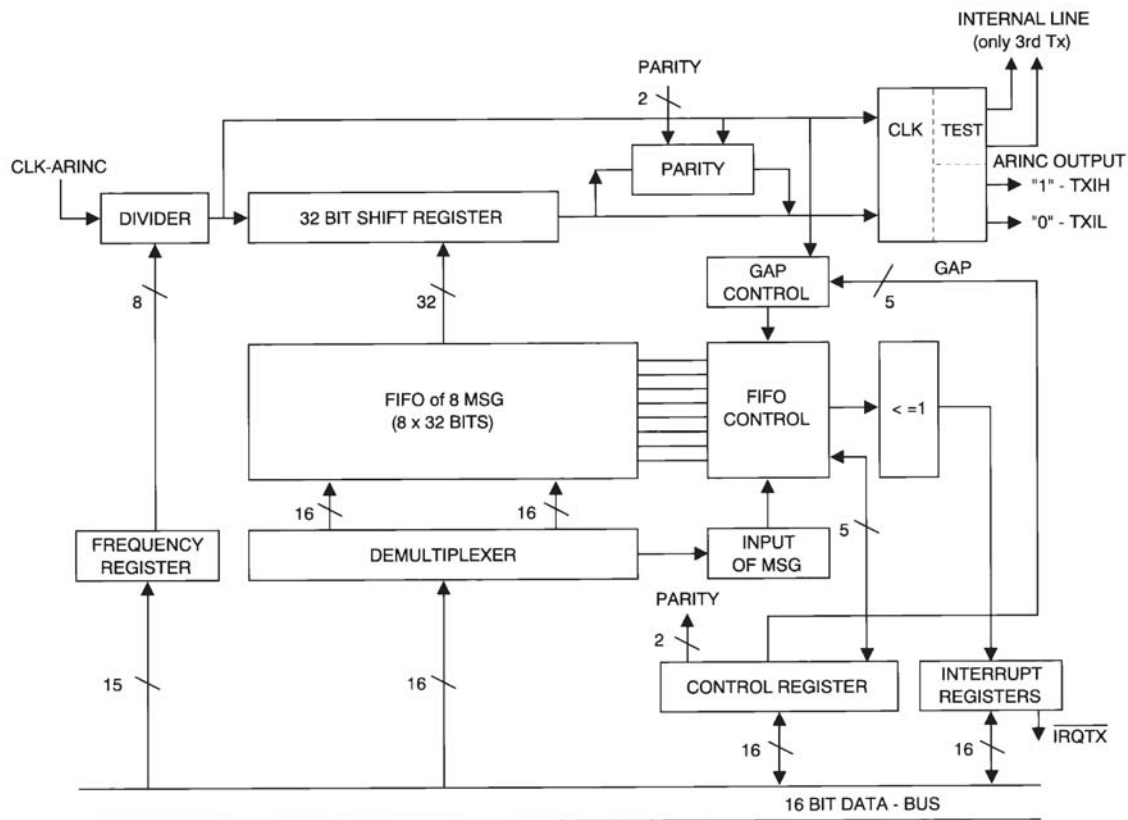 INTERNAL LINE
(only 3rd Tx)
PARITY
2
CLK
TEST
CLK-ARINC
PARITY
ARINC OUTPUT
"1" - TXIH
DIVIDER
32 BIT SHIFT REGISTER
"0" - TXIL
GAP
CONTROL
GAP
5
8
32
FIFO of 8 MSG
(8 x 32 BITS)
FIFO
CONTROL
< =1
16
16
5
FREQUENCY
REGISTER
DEMULTIPLEXER
INPUT
OF MSG
PARITY
2
15
16
CONTROL REGISTER
INTERRUPT
REGISTERS
16
16
IRQTX
16 BIT DATA - BUS